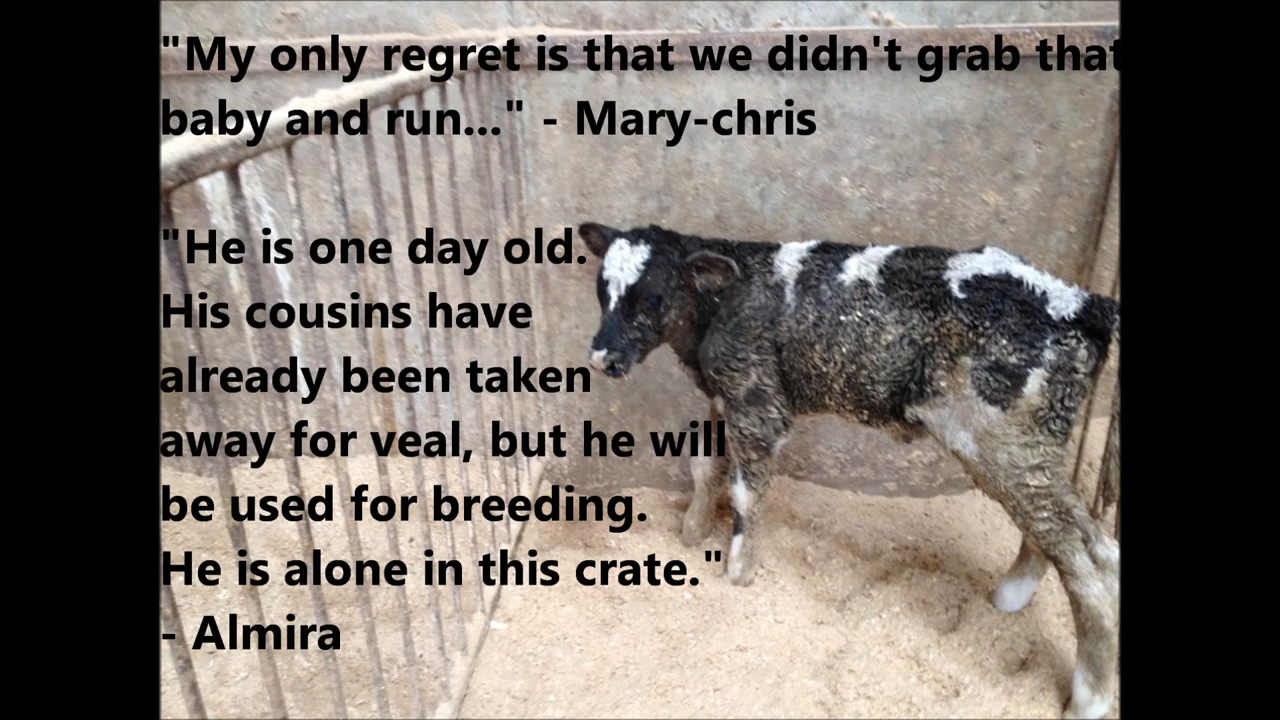 "My only regret is that we didn't grab that
baby and run..." - Mary-chris
"He is one day old.
His cousins have
already been taken
away for veal, but he will
be used for breeding.
He is alone in this crate."
- Almira